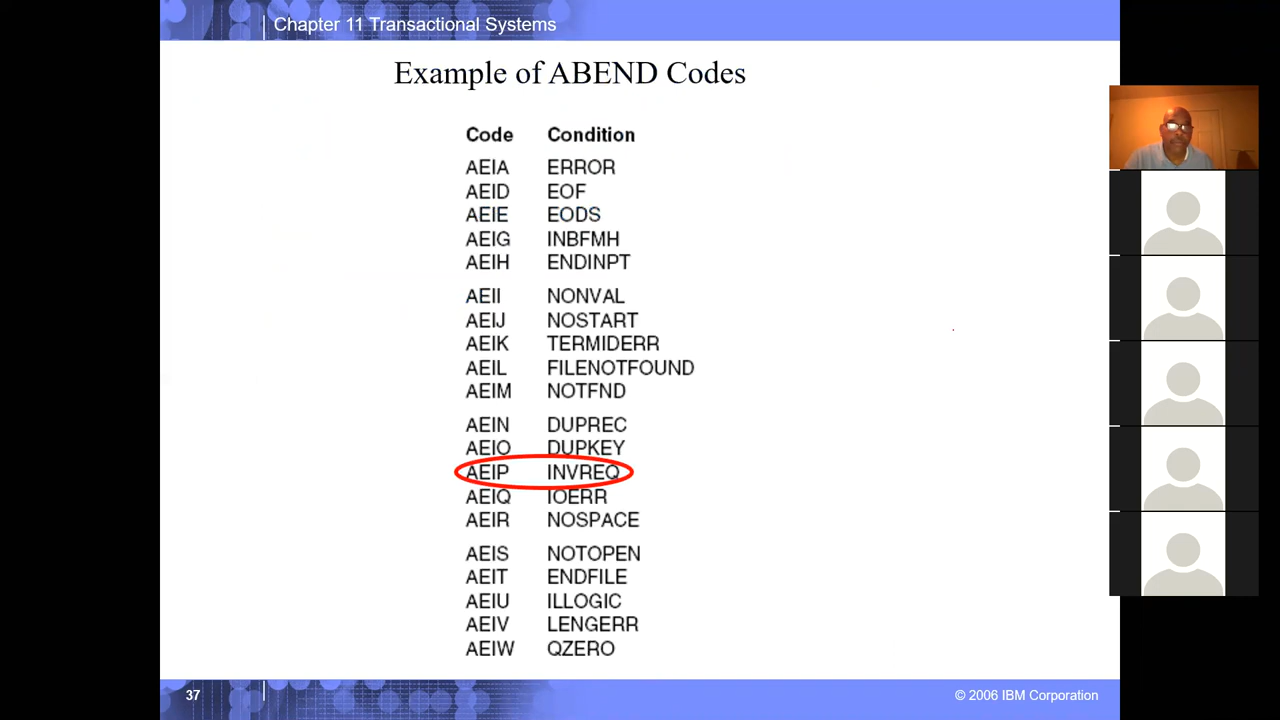 Chapter 11 Transactional Systems
Example of ABEND Codes
Code Condition
AEIA ERROR
AEID EOF
AEIE EODS
AEIG INBFMH
AEIH ENDINPT
AEII NONVAL
AEIJ NOSTART
AEIK TERMIDERR
AEIL FILENOTFOUND
AEIM NOTFND
AEIN DUPREC
AEIO DUPKEY
AEIP INVREQ
AEIQ IOERR
AEIR NOSPACE
AEIS NOTOPEN
AEIT ENDFILE
AEIU ILLOGIC
AEIV LENGERR
AEIW QZERO
37
© 2006 IBM Corporation